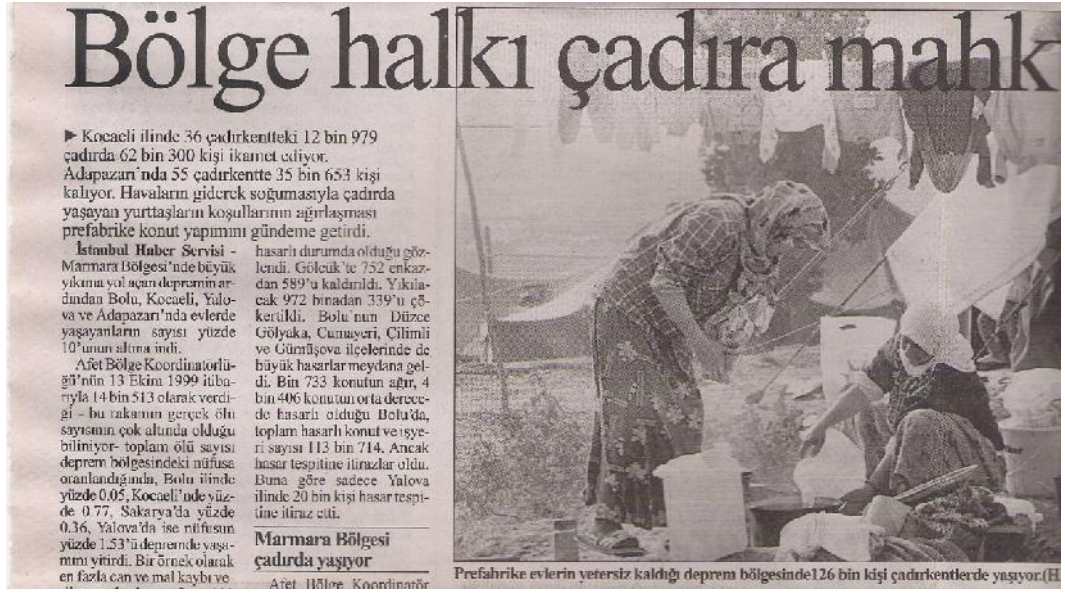 Bölge halkı çadıra mahk
► Kocaeli ilinde 36 çadırkentteki 12 bin 979
çadırda 62 bin 300 kişi ikamet ediyor.
Adapazarı'nda 55 çadırkentte 35 bin 653 kişi
kalıyor. Havaların giderek soğumasıyla çadırda
yaşayan yurttaşların koşullarının ağırlaşması
prefabrike konut yapımını gündeme getirdi.
İstanbul Haber Servisi -
Marmara Bölgesi'nde büyük
yıkıma yol açan depremin ar-
dından Bolu, Kocaeli, Yalo-
va ve Adapazarı'nda evlerde
yaşayanların sayısı yüzde
10'unun altına indi.
Afet Bölge Koordinatörlü-
ğü'nün 13 Ekim 1999 itiba-
rıyla 14 bin 513 olarak verdi-
ği - bu rakamın gerçek ölü
sayısının çok altında olduğu
biliniyor- toplam ölü sayısı
deprem bölgesindeki nüfusa
oranlandığında, Bolu ilinde
yüzde 0.05, Kocaeli'nde yüz-
de 0.77, Sakarya'da yüzde
0.36, Yalova'da ise nüfusun
yüzde 1.53'ü depremde yaşa-
mını yitirdi. Bir örnek olarak
en fazla can ve mal kaybı ve
hasarlı durumda olduğu göz-
lendi. Gölcük'te 752 enkaz-
dan 589'u kaldırıldı. Yıkıla-
cak 972 binadan 339'u çö-
kertildi. Bolu'nun Düzce
Gölyaka, Cumayeri, Çilimli
ve Gümüşova ilçelerinde de
büyük hasarlar meydana gel-
di. Bin 733 konutun ağır, 4
bin 406 konutun orta derece-
de hasarlı olduğu Bolu'da,
toplam hasarlı konut ve işye-
ri sayısı 113 bin 714. Ancak
hasar tespitine itirazlar oldu.
Buna göre sadece Yalova
ilinde 20 bin kişi hasar tespi-
tine itiraz etti.
Marmara Bölgesi
çadırda yaşıyor
Afet Bölge Koordinatör
Prefabrike evlerin yetersiz kaldığı deprem bölgesinde126 bin kişi çadırkentlerde yaşıyor.(H.